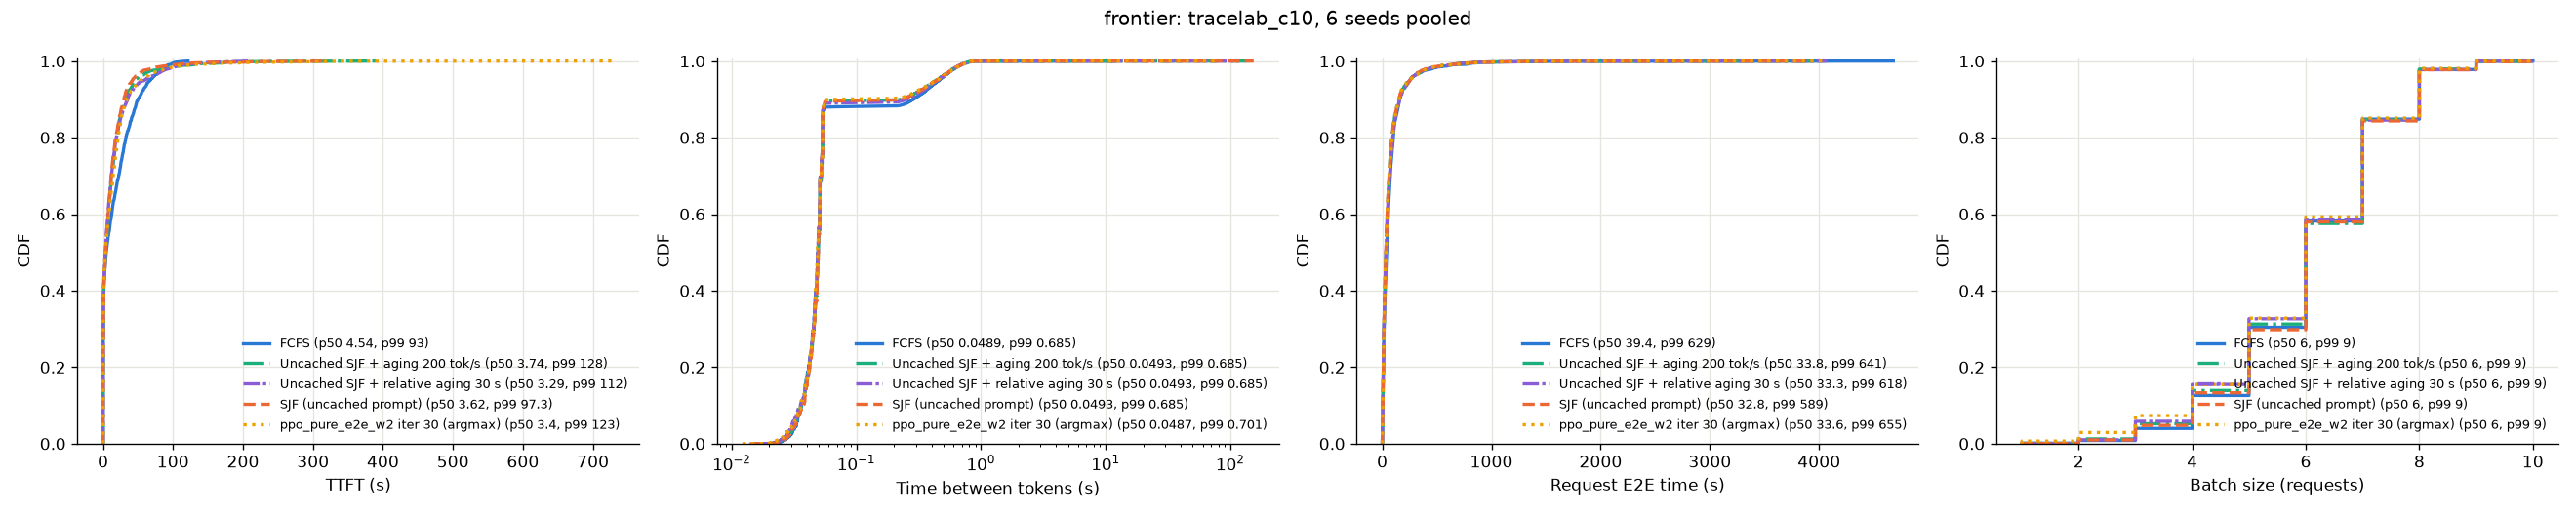 frontier: tracelab_c10, 6 seeds pooled
CDF
1.0
0.8
0.6
0.4
0.2
0.0
FCFS (p50 4.54, p99 93)
Uncached SJF + aging 200 tok/s (p50 3.74, p99 128)
Uncached SJF + relative aging 30 s (p50 3.29, p99 112)
SJF (uncached prompt) (p50 3.62, p99 97.3)
ppo_pure_e2e_w2 iter 30 (argmax) (p50 3.4, p99 123)
0 100 200 300 400 500 600 700
TTFT (s)
CDF
1.0
0.8
0.6
0.4
0.2
0.0
FCFS (p50 0.0489, p99 0.685)
Uncached SJF + aging 200 tok/s (p50 0.0493, p99 0.685)
Uncached SJF + relative aging 30 s (p50 0.0493, p99 0.685)
SJF (uncached prompt) (p50 0.0493, p99 0.685)
ppo_pure_e2e_w2 iter 30 (argmax) (p50 0.0487, p99 0.701)
10⁻² 10⁻¹ 10⁰ 10¹ 10²
Time between tokens (s)
CDF
1.0
0.8
0.6
0.4
0.2
0.0
FCFS (p50 39.4, p99 629)
Uncached SJF + aging 200 tok/s (p50 33.8, p99 641)
Uncached SJF + relative aging 30 s (p50 33.3, p99 618)
SJF (uncached prompt) (p50 32.8, p99 589)
ppo_pure_e2e_w2 iter 30 (argmax) (p50 33.6, p99 655)
0 1000 2000 3000 4000
Request E2E time (s)
CDF
1.0
0.8
0.6
0.4
0.2
0.0
FCFS (p50 6, p99 9)
Uncached SJF + aging 200 tok/s (p50 6, p99 9)
Uncached SJF + relative aging 30 s (p50 6, p99 9)
SJF (uncached prompt) (p50 6, p99 9)
ppo_pure_e2e_w2 iter 30 (argmax) (p50 6, p99 9)
2 4 6 8 10
Batch size (requests)